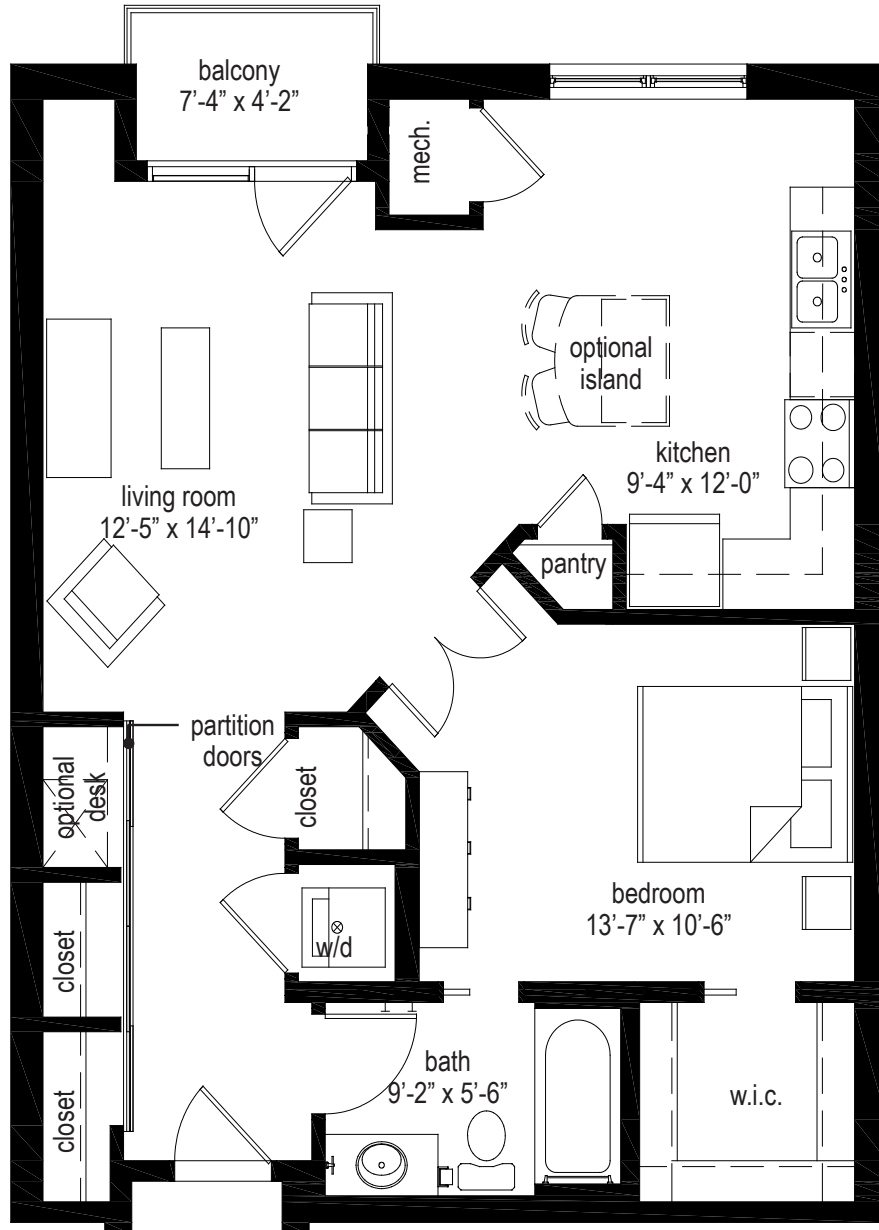 balcony
7’-4” x 4’-2”
mech.
optional
island
kitchen
9’-4” x 12’-0”
living room
12’-5” x 14’-10”
pantry
partition
doors
optional
desk
closet
closet
w/d
closet
bedroom
13’-7” x 10’-6”
bath
9’-2” x 5’-6”
w.i.c.
closet